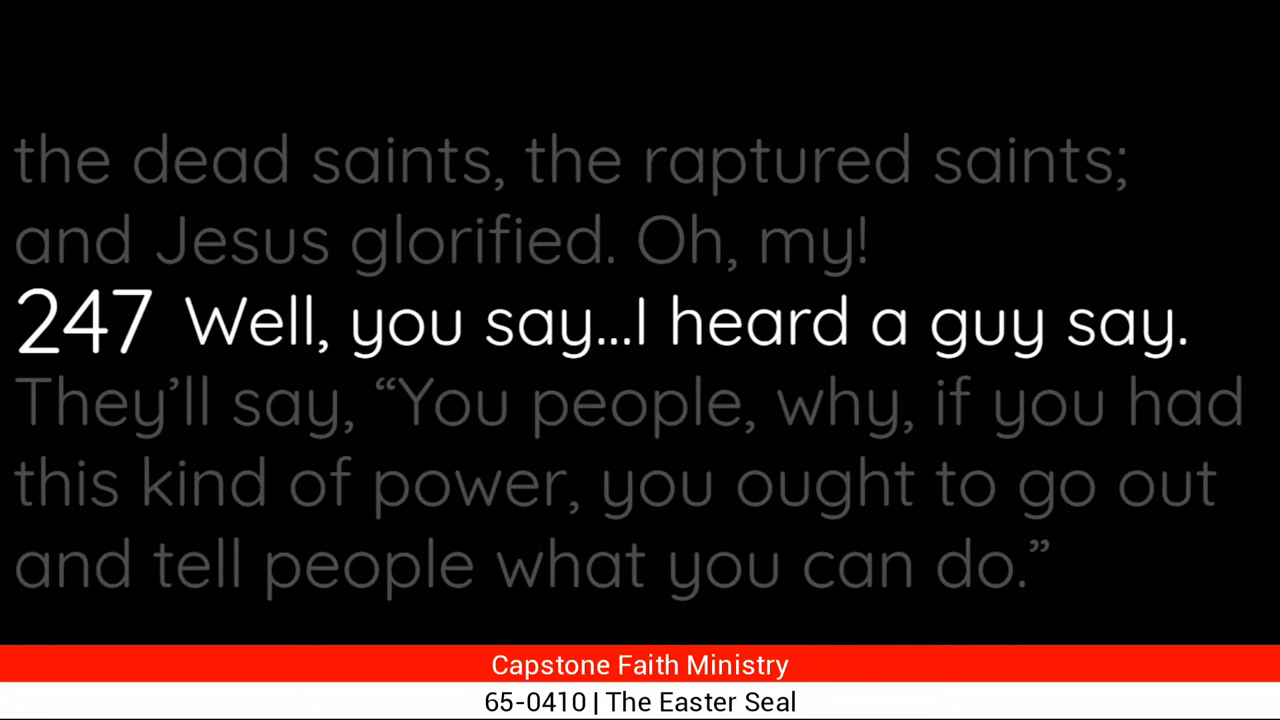 the dead saints, the raptured saints;
and Jesus glorified. Oh, my!
247 Well, you say...I heard a guy say.
They’ll say, “You people, why, if you had
this kind of power, you ought to go out
and tell people what you can do.”
Capstone Faith Ministry
65-0410 | The Easter Seal